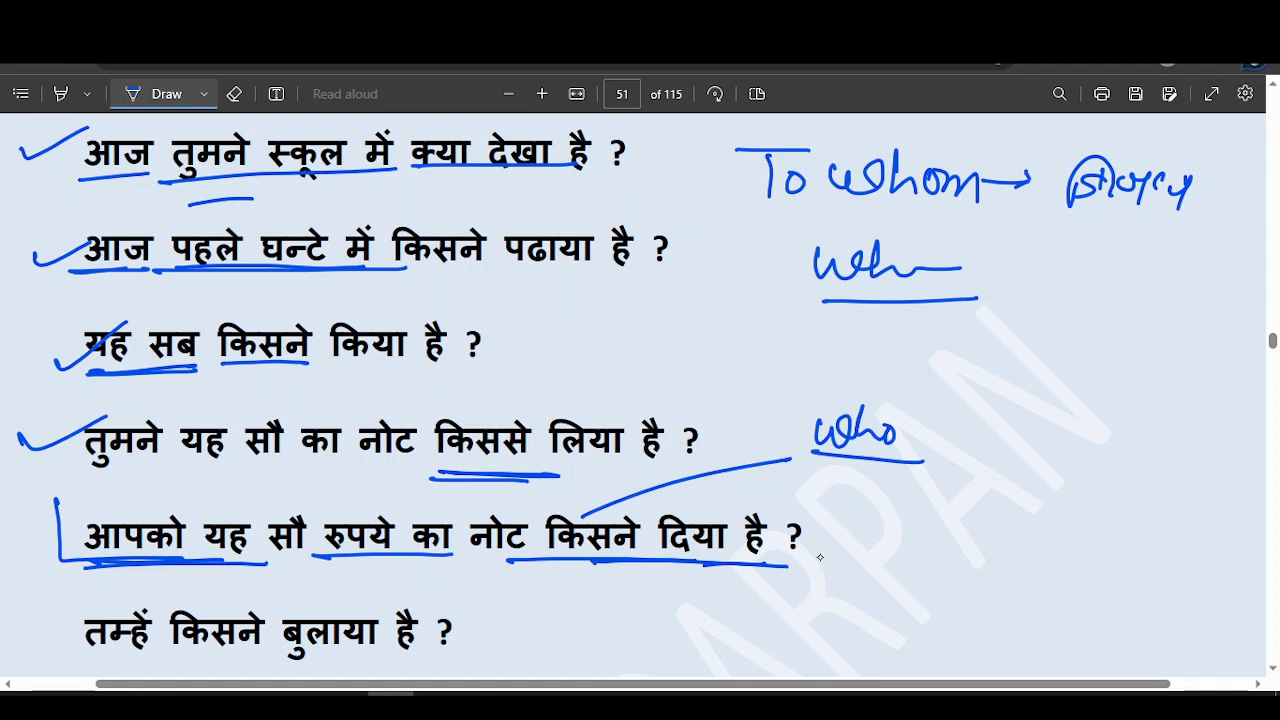 Draw
Read aloud
51 of 115
आज तुमने स्कूल में क्या देखा है ?
To whom →
आज पहले घन्टे में किसने पढाया है ?
यह सब किसने किया है ?
तुमने यह सौ का नोट किससे लिया है ?
who
आपको यह सौ रुपये का नोट किसने दिया है ?
तम्हें किसने बुलाया है ?
ARPAN